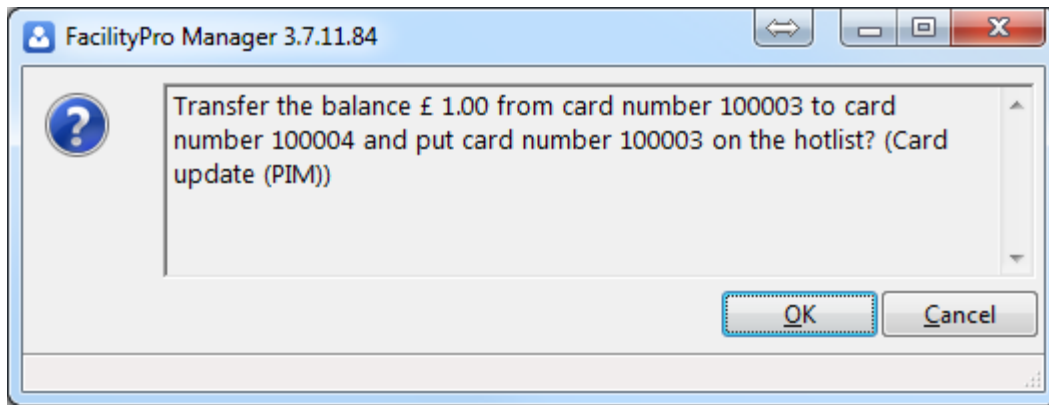 FacilityPro Manager 3.7.11.84
Transfer the balance £ 1.00 from card number 100003 to card
number 100004 and put card number 100003 on the hotlist? (Card
update (PIM))
OK Cancel